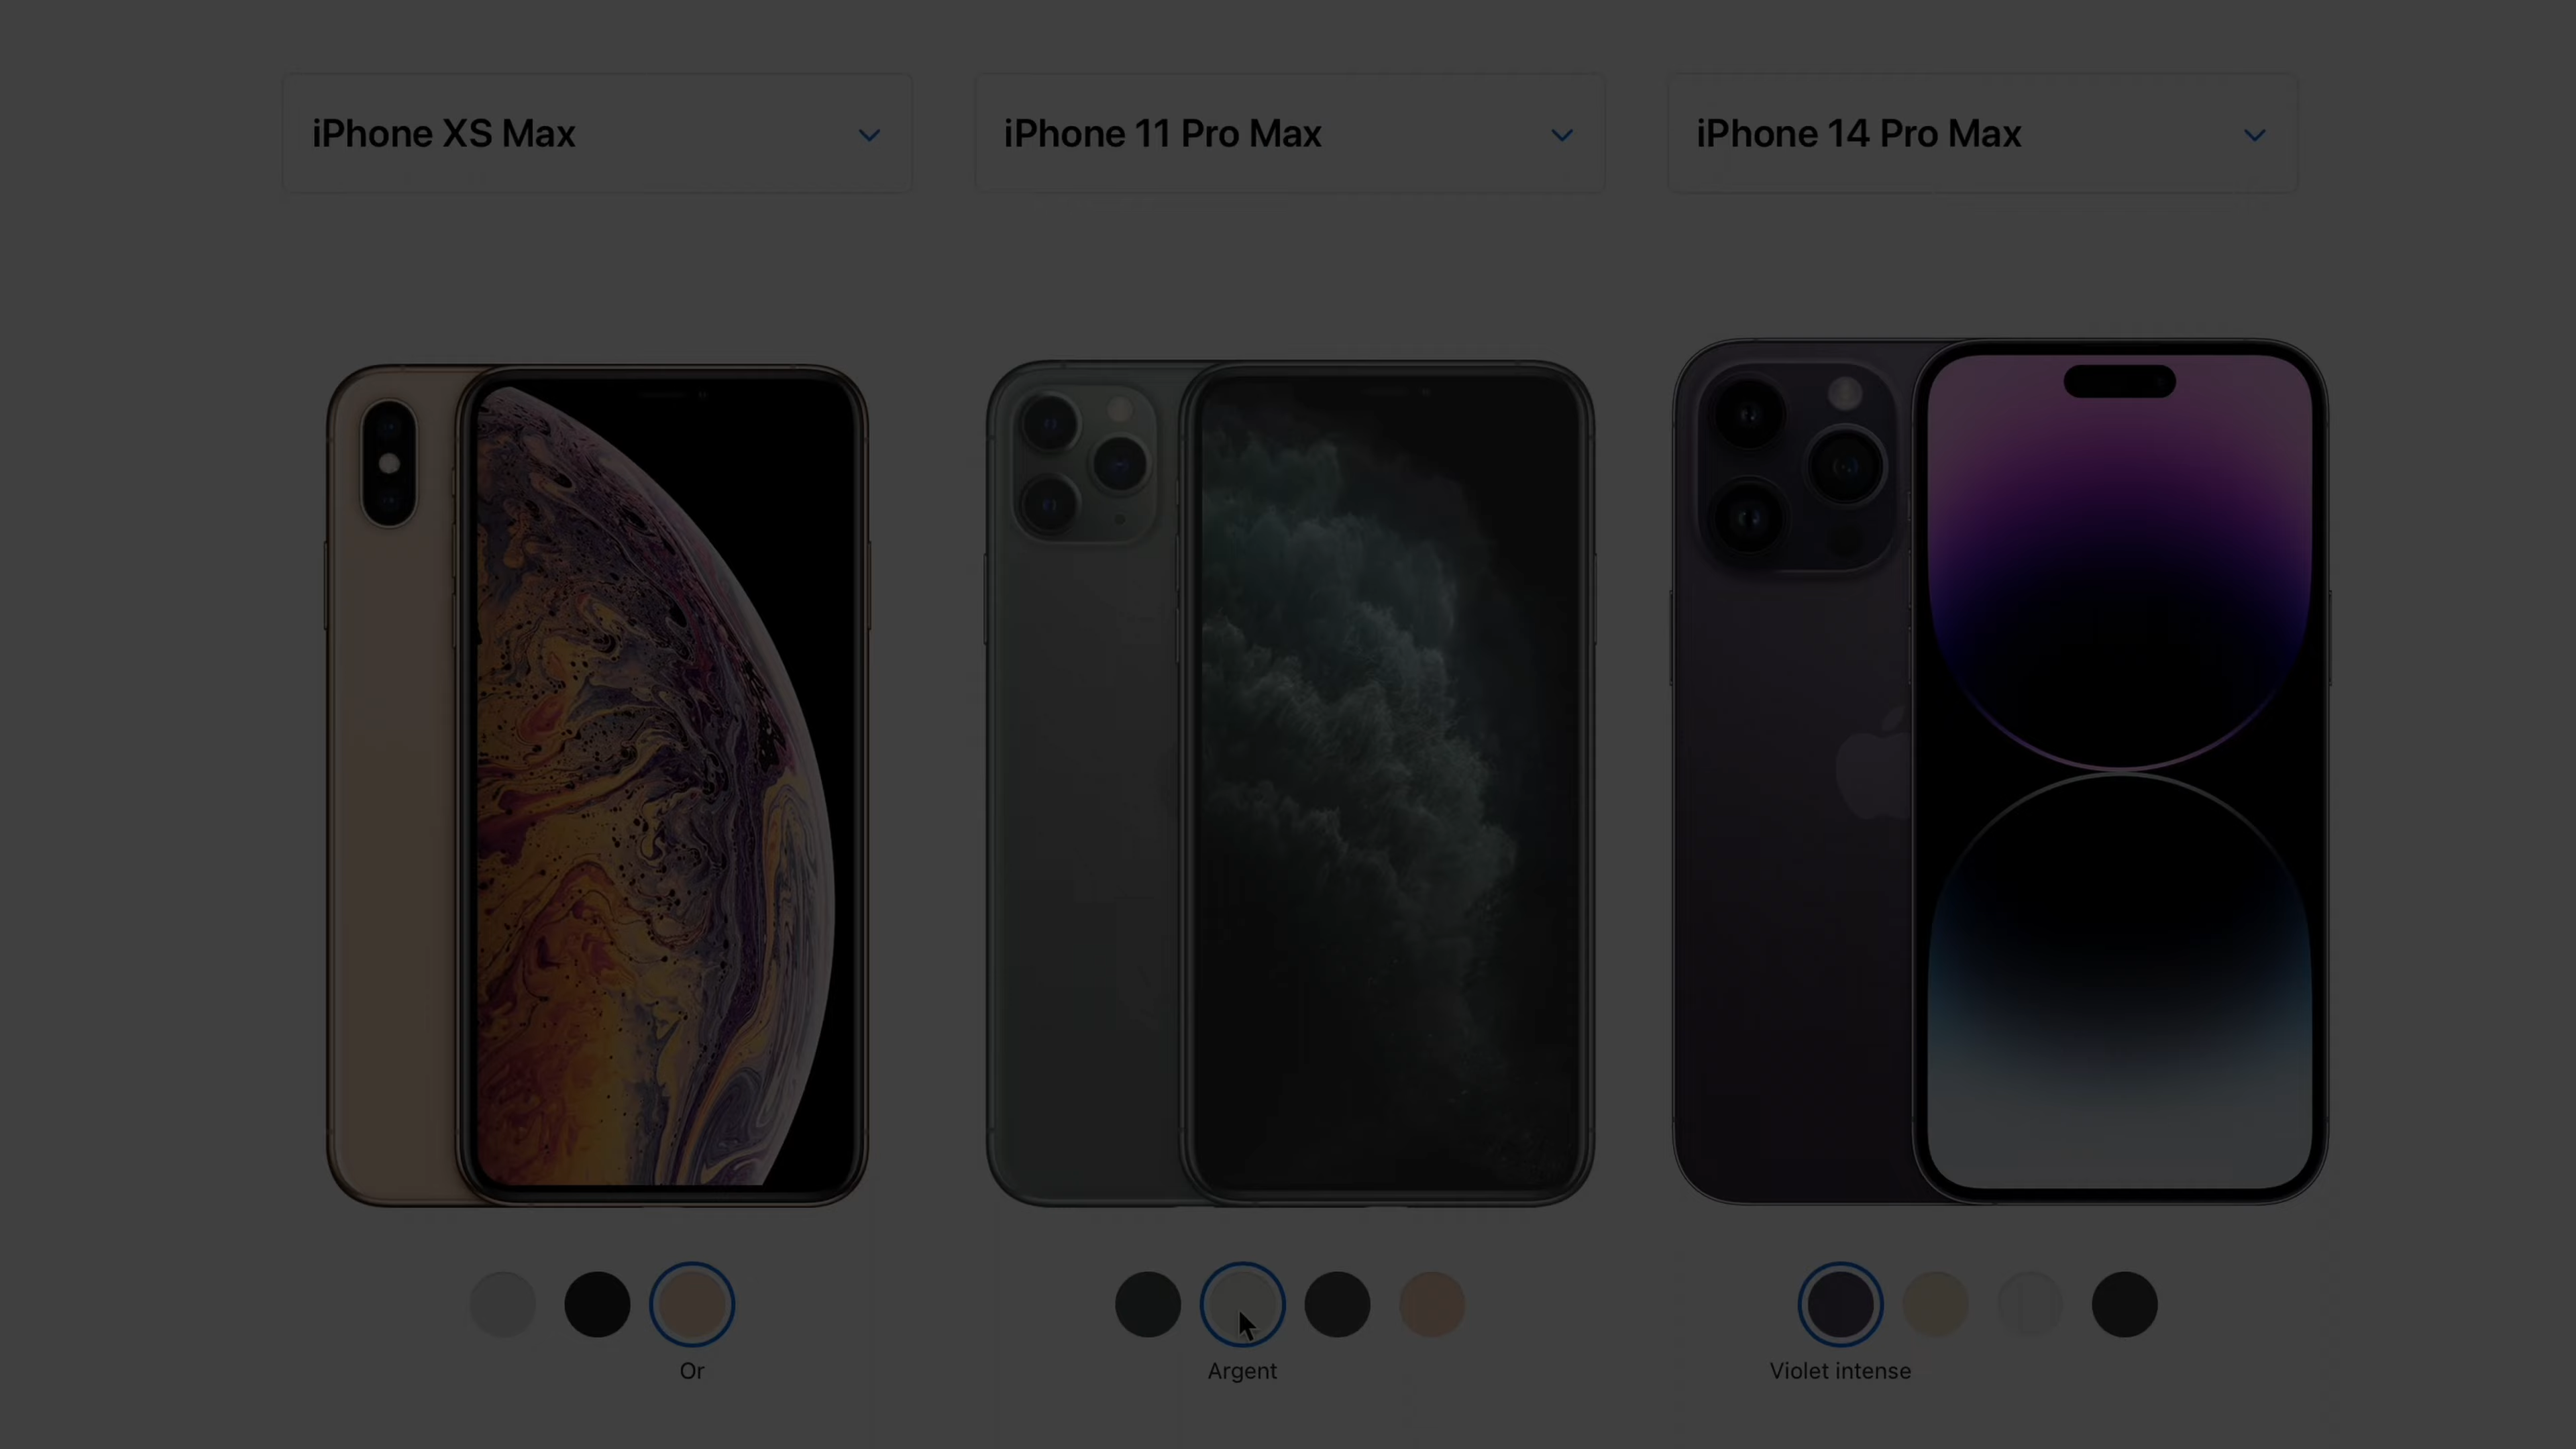 iPhone XS Max
iPhone 11 Pro Max
iPhone 14 Pro Max
Or
Argent
Violet intense